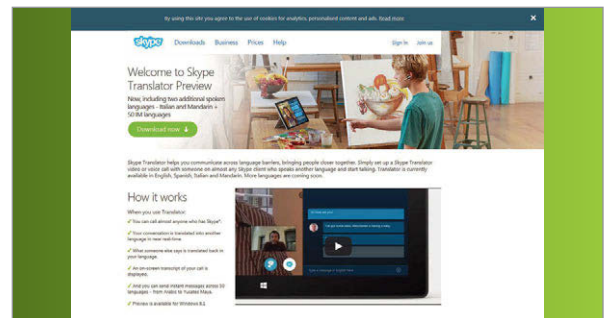 By using this site you agree to the use of cookies for analytics, personalised content and ads. Read more
skype Downloads Business Prices Help Sign in Join us
Welcome to Skype
Translator Preview
Now, including two additional spoken
languages - Italian and Mandarin +
50 IM languages
Download now
Skype Translator helps you communicate across language barriers, bringing people closer together. Simply set up a Skype Translator
video or voice call with someone on almost any Skype client who speaks another language and start talking. Translator is currently
available in English, Spanish, Italian and Mandarin. More languages are coming soon.
How it works
When you use Translator:
✓ You can call almost anyone who has Skype*.
✓ Your conversation is translated into another
language in near real-time.
✓ What someone else says is translated back in
your language.
✓ An on-screen transcript of your call is
displayed.
✓ And you can send instant messages across 50
languages - from Arabic to Yucatec Maya.
✓ Preview is available for Windows 8.1